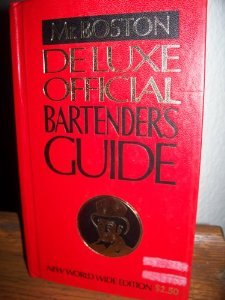 Mr. BOSTON
DELUXE
OFFICIAL
BARTENDER'S
GUIDE
NEW WORLD WIDE EDITION $2.50